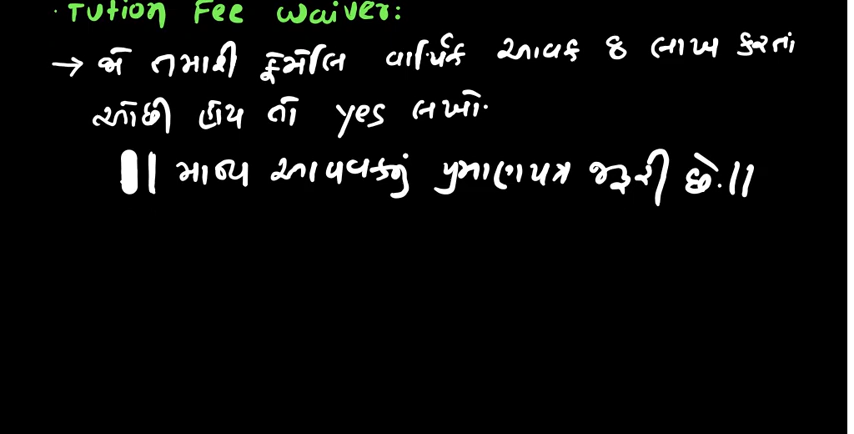 · Tution Fee Waiver:
→ જો તમારી ફેમેલિ વાર્ષિક આવક 8 લાખ કરતાં
ઓછી હોય તો yes લખો.
|| માન્ય આવકનું પ્રમાણપત્ર જરૂરી છે.||